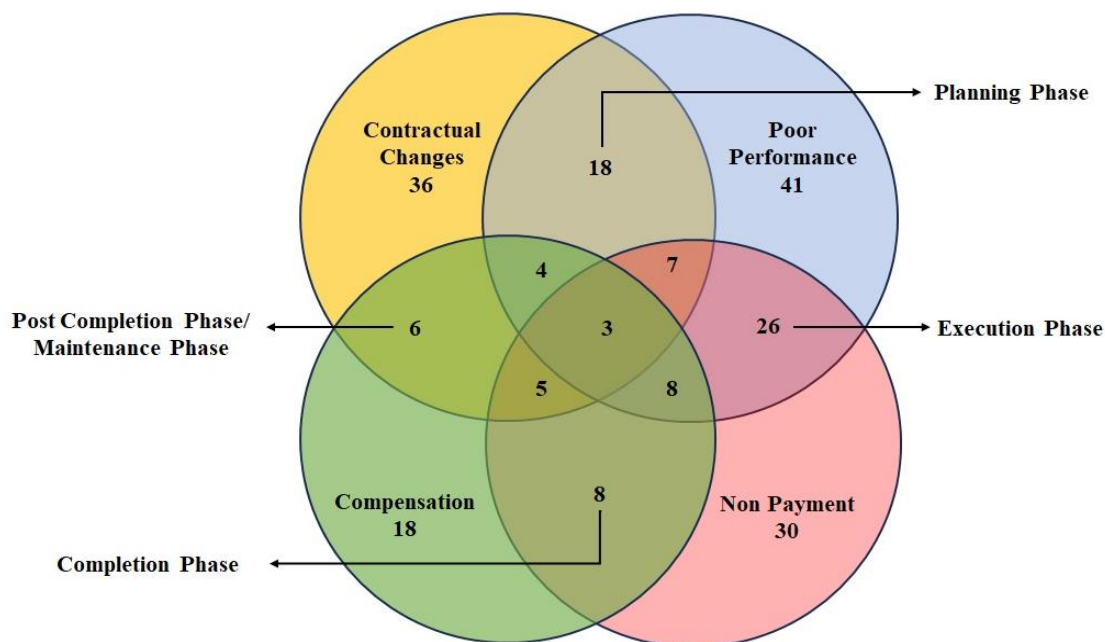 Planning Phase
Contractual
Changes
36
18
Poor
Performance
41
4
7
Post Completion Phase/
Maintenance Phase
6
3
26
Execution Phase
5
8
Compensation
18
8
Non Payment
30
Completion Phase